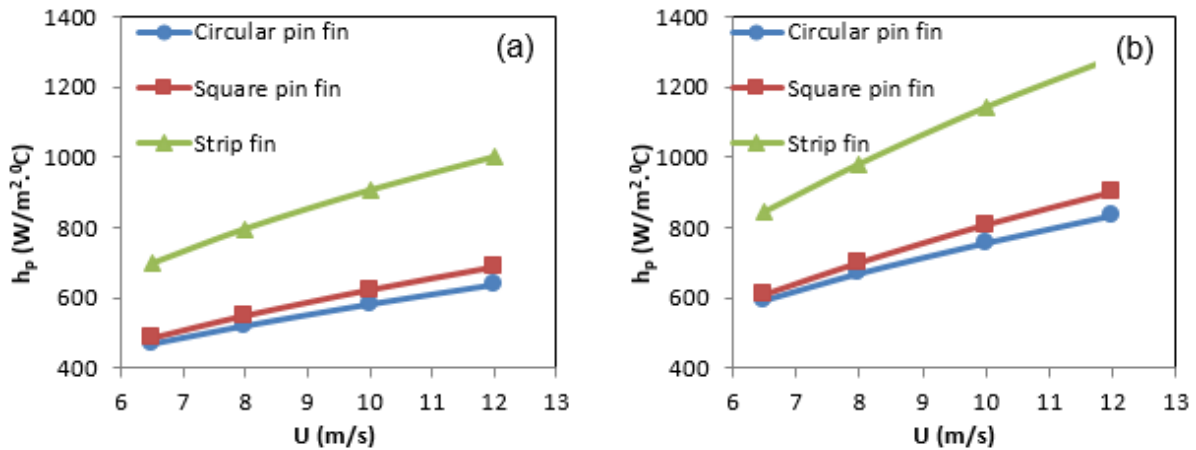 1400
1200
1000
800
600
400
hₚ (W/m².⁰C)
Circular pin fin
Square pin fin
Strip fin
(a)
6 7 8 9 10 11 12 13
U (m/s)
1400
1200
1000
800
600
400
hₚ (W/m².⁰C)
Circular pin fin
Square pin fin
Strip fin
(b)
6 7 8 9 10 11 12 13
U (m/s)